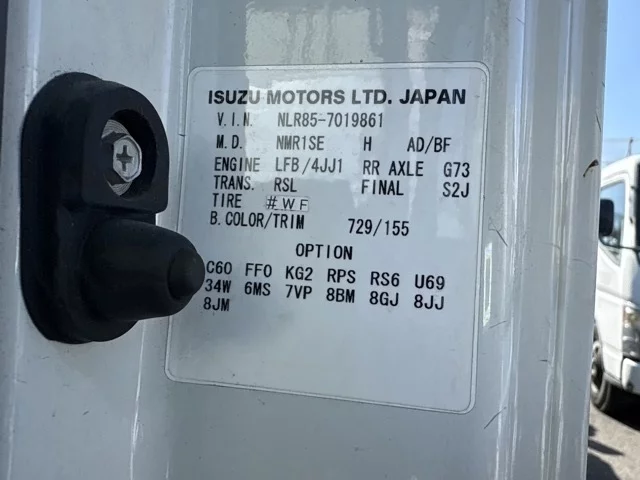 ISUZU MOTORS LTD. JAPAN
V.I.N. NLR85-7019861
M.D. NMR1SE H AD/BF
ENGINE LFB/4JJ1 RR AXLE G73
TRANS. RSL FINAL S2J
TIRE #WF
B.COLOR/TRIM 729/155
OPTION
C60 FF0 KG2 RPS RS6 U69
34W 6MS 7VP 8BM 8GJ 8JJ
8JM